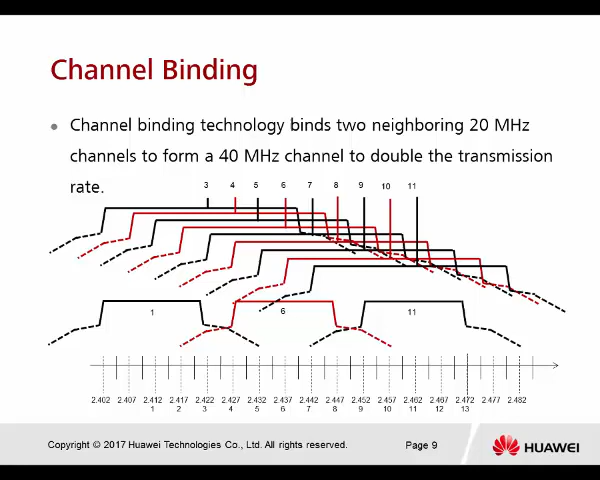 Channel Binding
● Channel binding technology binds two neighboring 20 MHz
channels to form a 40 MHz channel to double the transmission
rate.
3 4 5 6 7 8 9 10 11
1 6 11
2.402 2.407 2.412 2.417 2.422 2.427 2.432 2.437 2.442 2.447 2.452 2.457 2.462 2.467 2.472 2.477 2.482
1 2 3 4 5 6 7 8 9 10 11 12 13
Copyright © 2017 Huawei Technologies Co., Ltd. All rights reserved. Page 9 HUAWEI